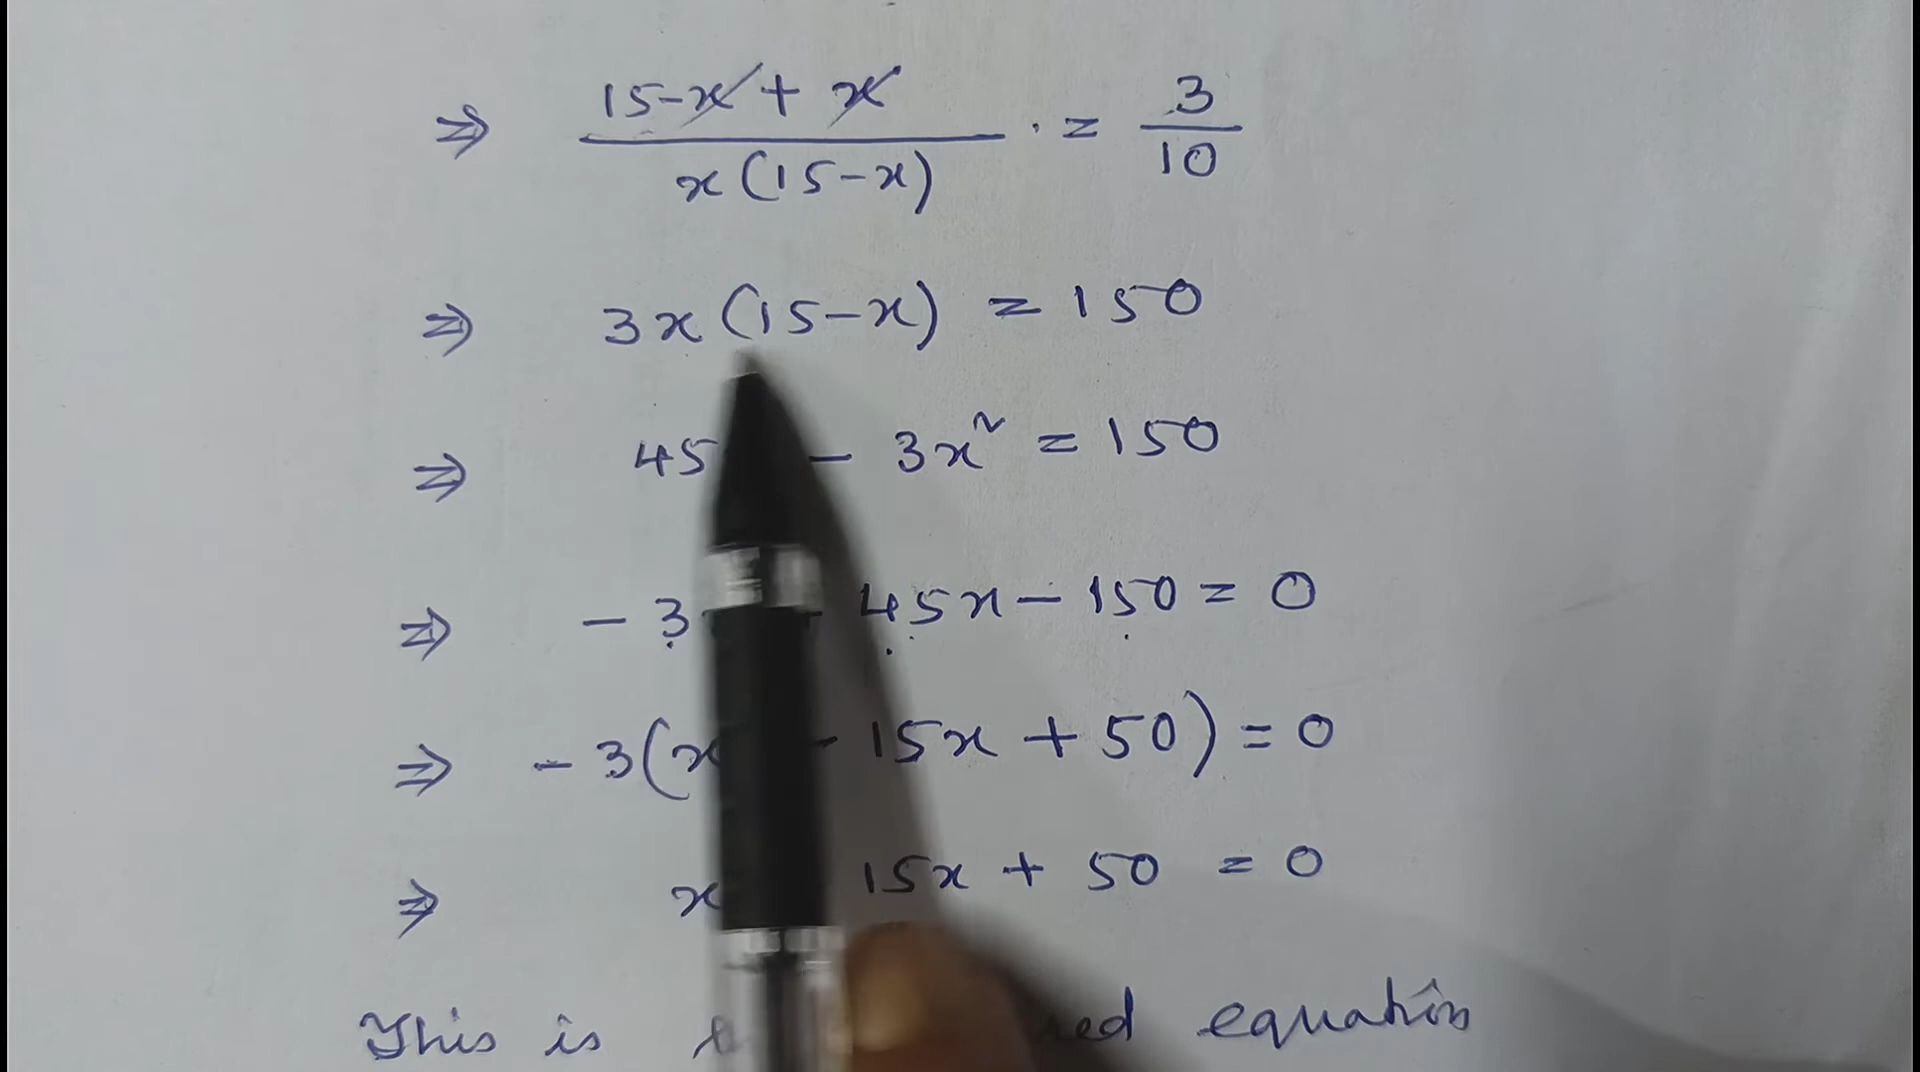 ⇒ (15-x + x)/(x(15-x)) · = 3/10
⇒ 3x(15-x) = 150
⇒ 45 - 3x² = 150
⇒ -3 45x - 150 = 0
⇒ -3(x - 15x + 50) = 0
⇒ x 15x + 50 = 0
This is equation